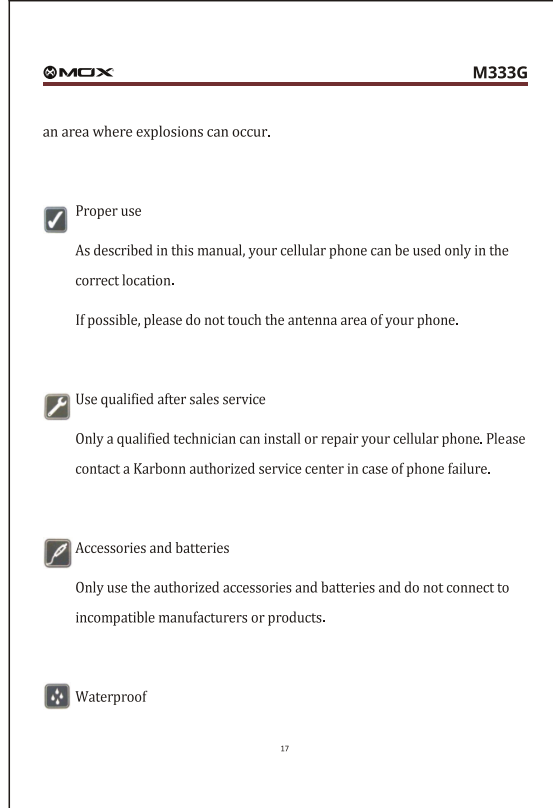 MOX M333G
an area where explosions can occur.
Proper use
As described in this manual, your cellular phone can be used only in the
correct location.
If possible, please do not touch the antenna area of your phone.
Use qualified after sales service
Only a qualified technician can install or repair your cellular phone. Please
contact a Karbonn authorized service center in case of phone failure.
Accessories and batteries
Only use the authorized accessories and batteries and do not connect to
incompatible manufacturers or products.
Waterproof
17